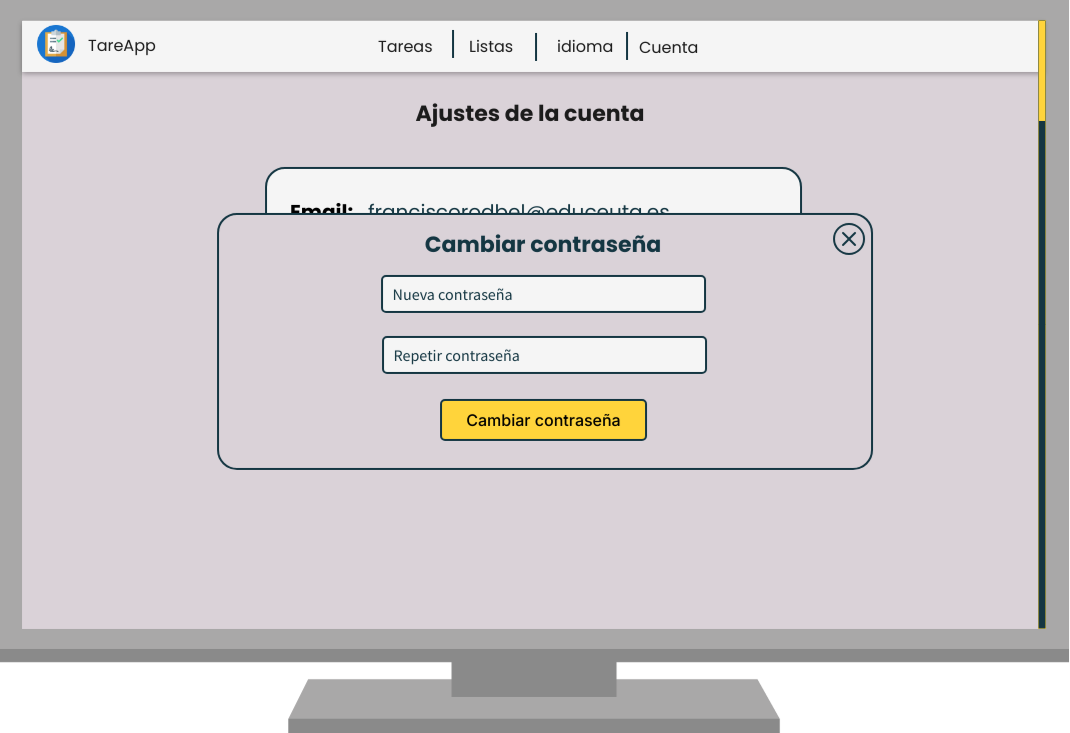 TareApp
Tareas Listas idioma Cuenta
Ajustes de la cuenta
Email: franciscorodbel@educeuta.es
Cambiar contraseña
Nueva contraseña
Repetir contraseña
Cambiar contraseña